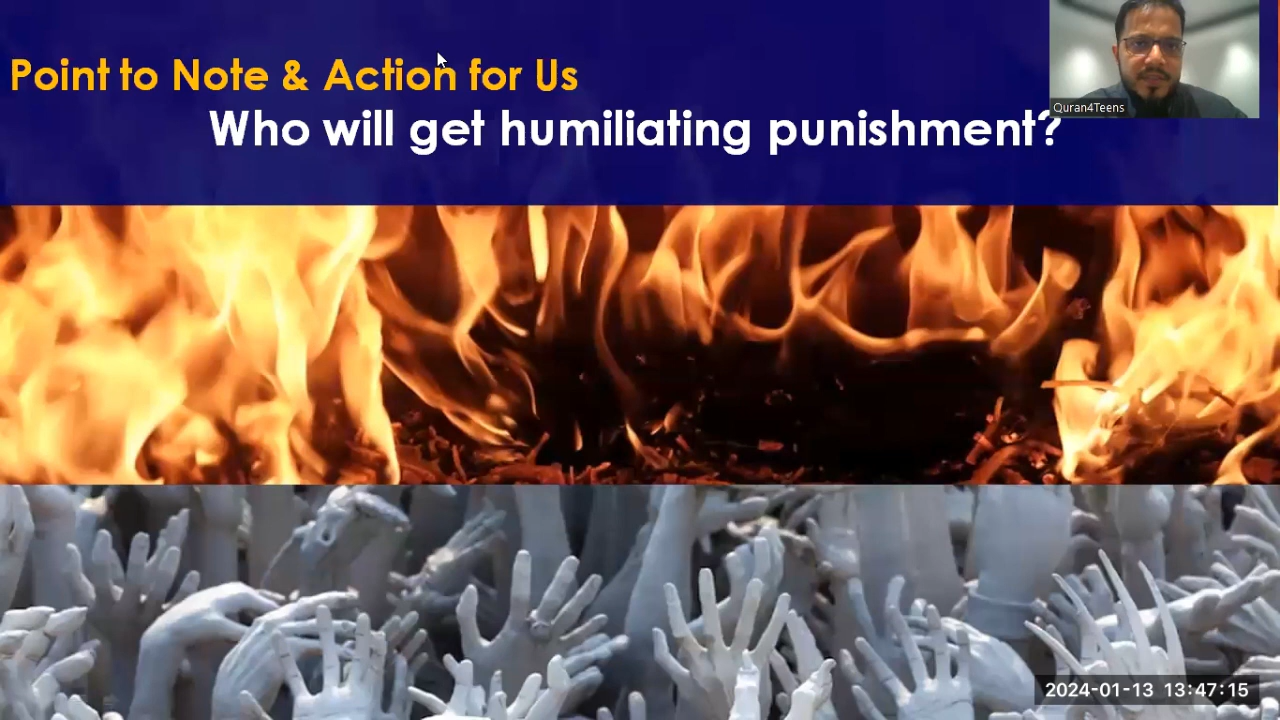 Point to Note & Action for Us
Who will get humiliating punishment?
Quran4Teens
2024-01-13 13:47:15